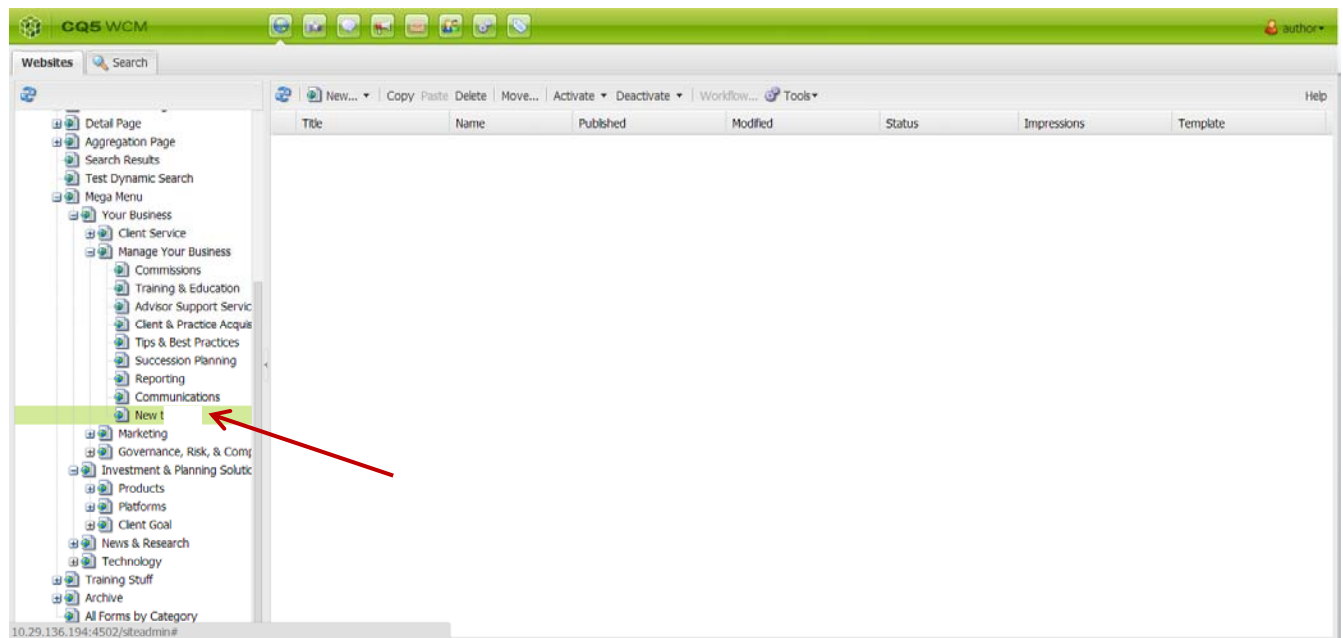 CQ5 WCM
author
Websites
Search
New...
Copy
Paste
Delete
Move...
Activate
Deactivate
Workflow...
Tools
Help
Title
Name
Published
Modified
Status
Impressions
Template
Detail Page
Aggregation Page
Search Results
Test Dynamic Search
Mega Menu
Your Business
Client Service
Manage Your Business
Commissions
Training & Education
Advisor Support Servic
Client & Practice Acquis
Tips & Best Practices
Succession Planning
Reporting
Communications
New t
Marketing
Governance, Risk, & Comp
Investment & Planning Solutic
Products
Platforms
Client Goal
News & Research
Technology
Training Stuff
Archive
All Forms by Category
10.29.136.194:4502/siteadmin#